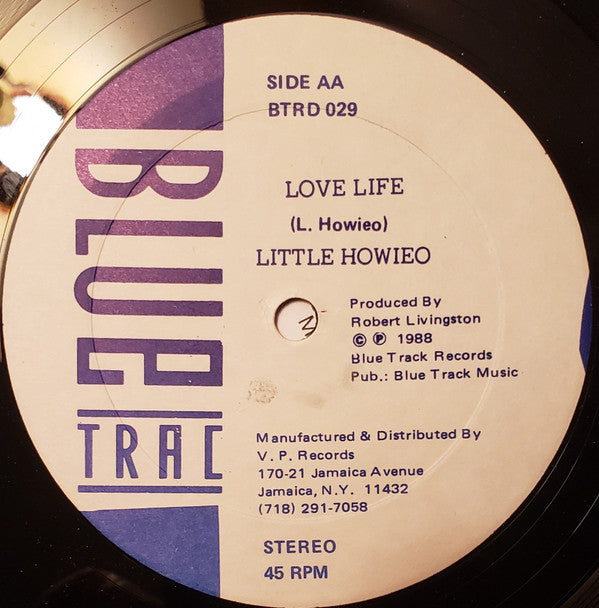 BLUE
TRAC
SIDE AA
BTRD 029
LOVE LIFE
(L. Howieo)
LITTLE HOWIEO
Produced By
Robert Livingston
© ℗ 1988
Blue Track Records
Pub.: Blue Track Music
Manufactured & Distributed By
V. P. Records
170-21 Jamaica Avenue
Jamaica, N.Y. 11432
(718) 291-7058
STEREO
45 RPM